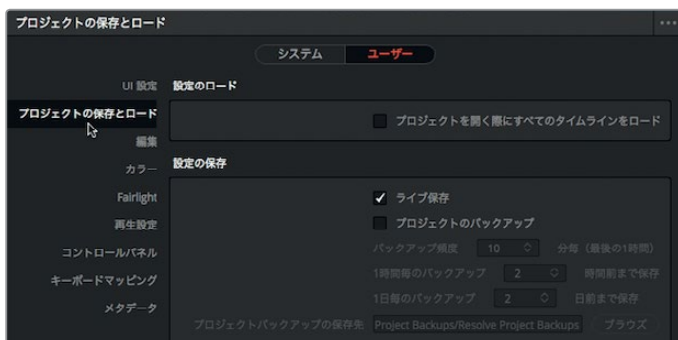 プロジェクトの保存とロード
システム ユーザー
UI 設定 設定のロード
プロジェクトの保存とロード プロジェクトを開く際にすべてのタイムラインをロード
編集
カラー 設定の保存
Fairlight ライブ保存
再生設定 プロジェクトのバックアップ
バックアップ頻度 10 分毎（最後の1時間）
コントロールパネル
1時間毎のバックアップ 2 時間前まで保存
キーボードマッピング
1日毎のバックアップ 2 日前まで保存
メタデータ
プロジェクトバックアップの保存先 Project Backups/Resolve Project Backups ブラウズ